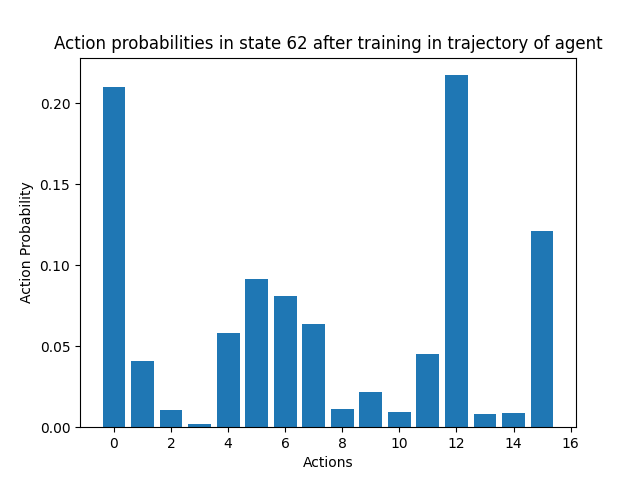 Action probabilities in state 62 after training in trajectory of agent
0.20
0.15
0.10
0.05
0.00
Action Probability
0 2 4 6 8 10 12 14 16
Actions